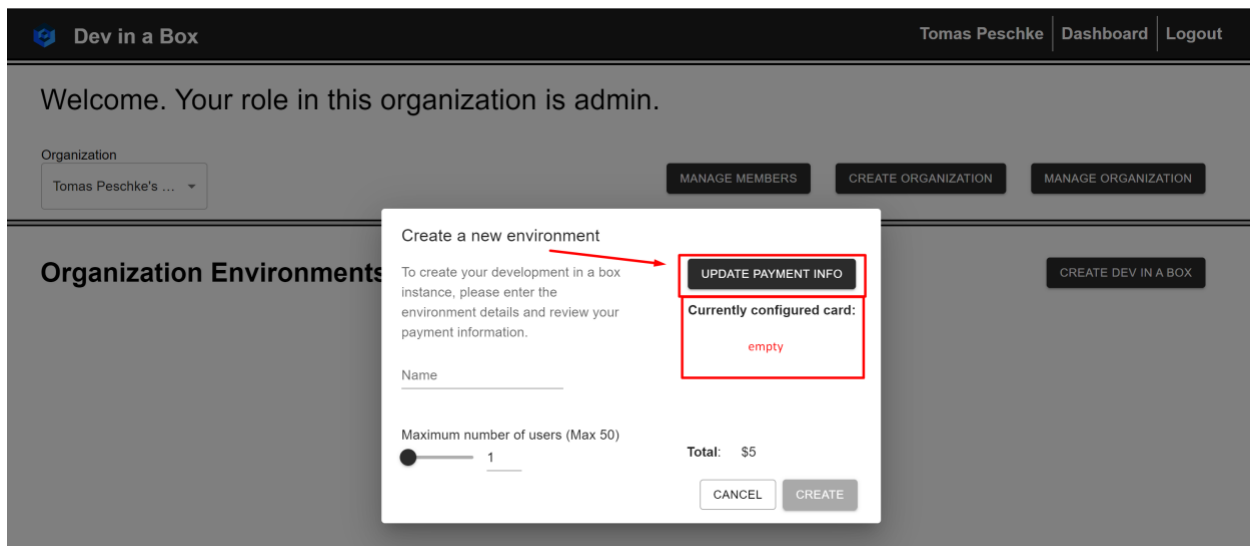 Dev in a Box
Tomas Peschke
Dashboard
Logout
Welcome. Your role in this organization is admin.
Organization
Tomas Peschke's ...
MANAGE MEMBERS
CREATE ORGANIZATION
MANAGE ORGANIZATION
Organization Environments
CREATE DEV IN A BOX
Create a new environment
To create your development in a box
instance, please enter the
environment details and review your
payment information.
UPDATE PAYMENT INFO
Currently configured card:
empty
Name
Maximum number of users (Max 50)
1
Total: $5
CANCEL
CREATE